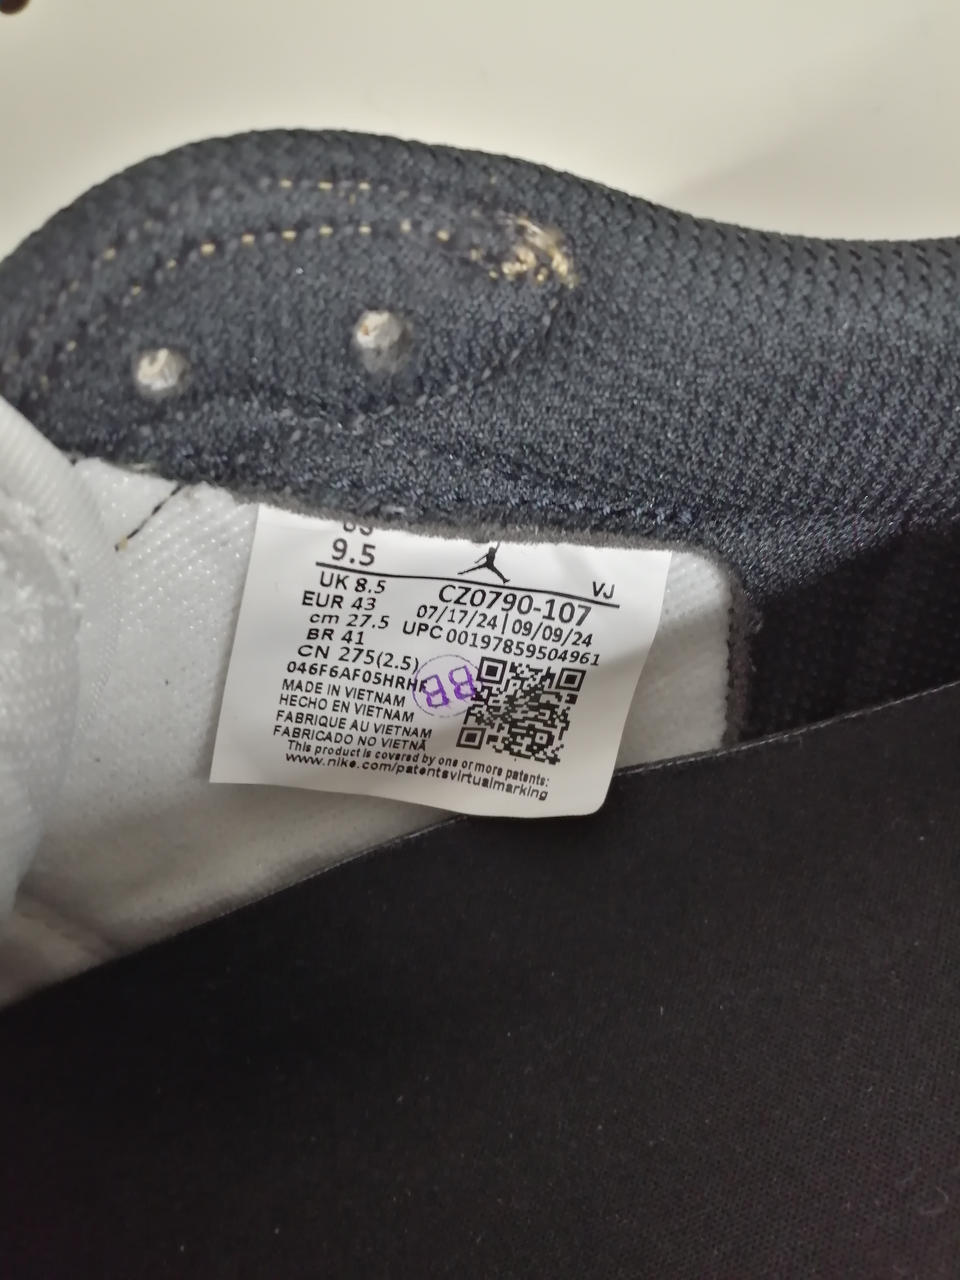 US
9.5
VJ
UK 8.5
CZ0790-107
EUR 43
07/17/24 | 09/09/24
cm 27.5
UPC 00197859504961
BR 41
CN 275(2.5)
BB
MADE IN VIETNAM
HECHO EN VIETNAM
FABRIQUE AU VIETNAM
FABRICADO NO VIETNÃ
This product is covered by one or more patents:
www.nike.com/patentsvirtualmarking